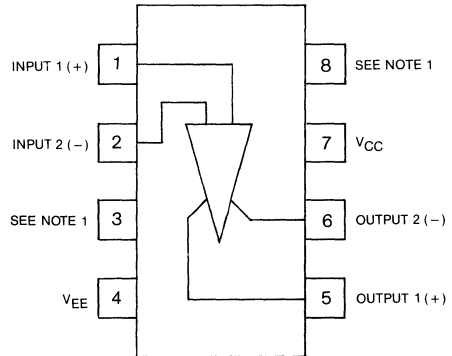 INPUT 1 (+) 1
8 SEE NOTE 1
INPUT 2 (−) 2
7 VCC
SEE NOTE 1 3
6 OUTPUT 2 (−)
VEE 4
5 OUTPUT 1 (+)